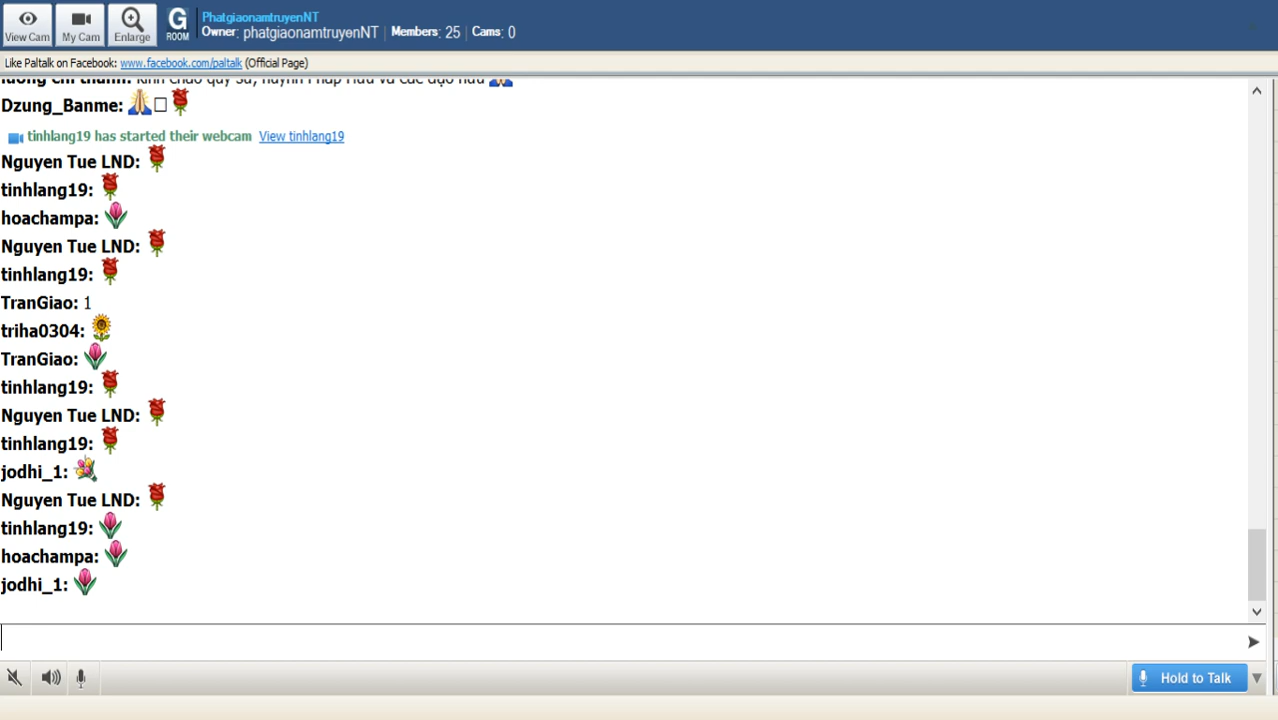 View Cam
My Cam
Enlarge
G
ROOM
PhatgiaonamtruyenNT
Owner: phatgiaonamtruyenNT Members: 25 Cams: 0
Like Paltalk on Facebook: www.facebook.com/paltalk (Official Page)
Dzung_Banme: 🙏□🌹
tinhlang19 has started their webcam View tinhlang19
Nguyen Tue LND: 🌹
tinhlang19: 🌹
hoachampa: 🌷
Nguyen Tue LND: 🌹
tinhlang19: 🌹
TranGiao: 1
triha0304: 🌻
TranGiao: 🌷
tinhlang19: 🌹
Nguyen Tue LND: 🌹
tinhlang19: 🌹
jodhi_1: 💐
Nguyen Tue LND: 🌹
tinhlang19: 🌷
hoachampa: 🌷
jodhi_1: 🌷
Hold to Talk